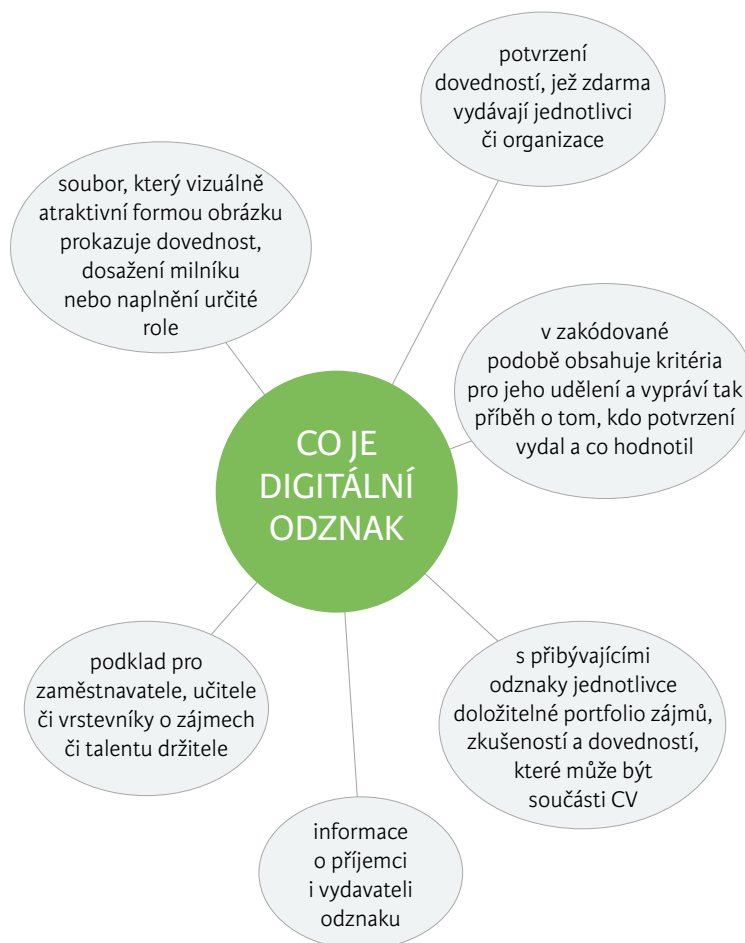 potvrzení
dovedností, jež zdarma
vydávají jednotlivci
či organizace
soubor, který vizuálně
atraktivní formou obrázku
prokazuje dovednost,
dosažení milníku
nebo naplnění určité
role
v zakódované
podobě obsahuje kritéria
pro jeho udělení a vypráví tak
příběh o tom, kdo potvrzení
vydal a co hodnotil
CO JE
DIGITÁLNÍ
ODZNAK
podklad pro
zaměstnavatele, učitele
či vrstevníky o zájmech
či talentu držitele
s přibývajícími
odznaky jednotlivce
doložitelné portfolio zájmů,
zkušeností a dovedností,
které může být
součásti CV
informace
o příjemci
i vydavateli
odznaku